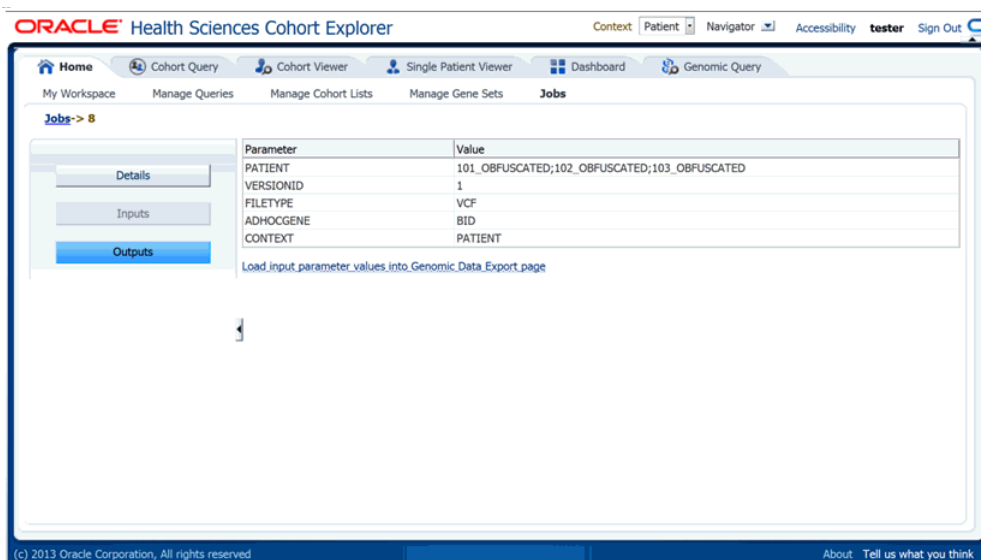 ORACLE Health Sciences Cohort Explorer Context Patient Navigator Accessibility tester Sign Out
Home Cohort Query Cohort Viewer Single Patient Viewer Dashboard Genomic Query
My Workspace Manage Queries Manage Cohort Lists Manage Gene Sets Jobs
Jobs-> 8
Parameter Value
PATIENT 101_OBFUSCATED;102_OBFUSCATED;103_OBFUSCATED
Details
VERSIONID 1
FILETYPE VCF
Inputs
ADHOCGENE BID
CONTEXT PATIENT
Outputs
Load input parameter values into Genomic Data Export page
(c) 2013 Oracle Corporation, All rights reserved About Tell us what you think